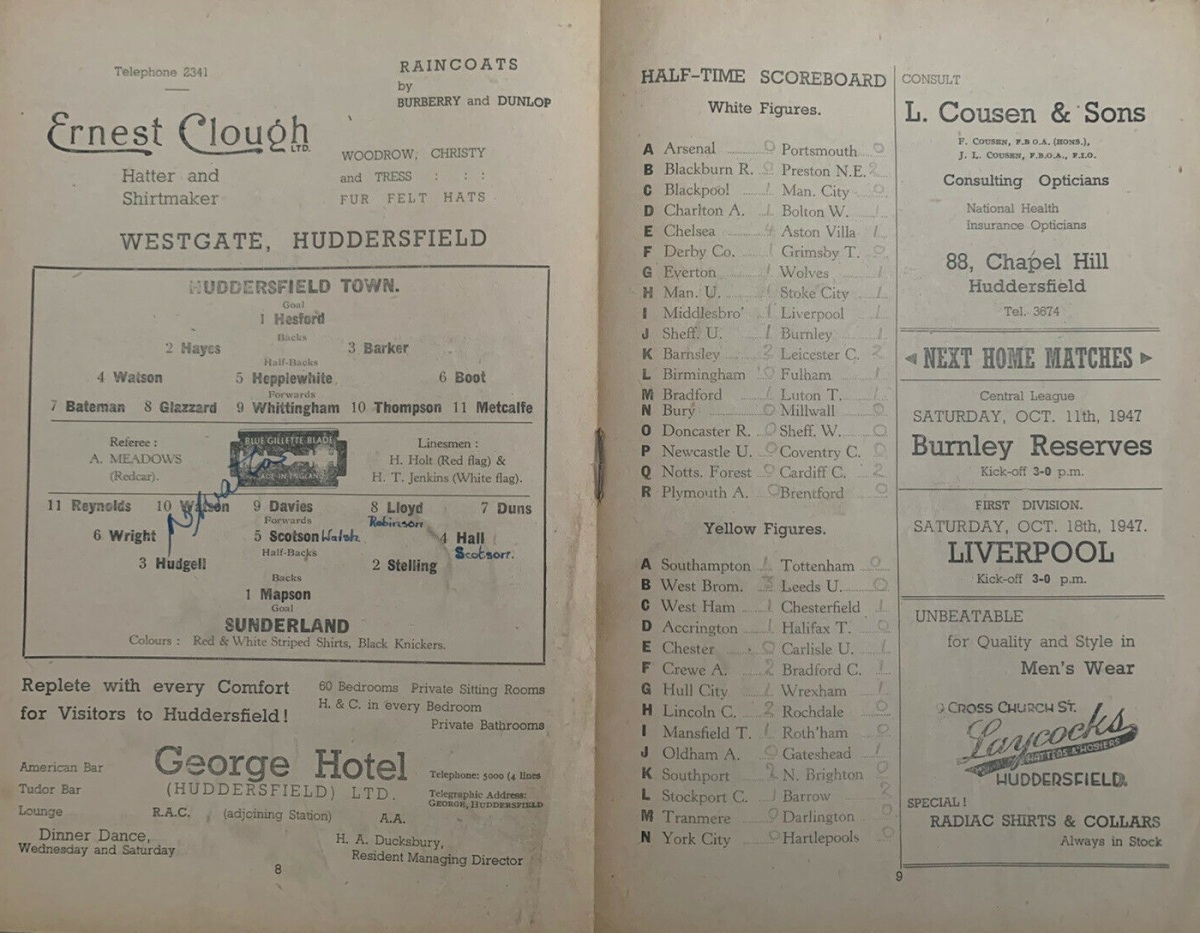 Telephone 2341
RAINCOATS
by
BURBERRY and DUNLOP
Ernest Clough
LTD.
Hatter and
Shirtmaker
WOODROW, CHRISTY
and TRESS : : :
FUR FELT HATS
WESTGATE, HUDDERSFIELD
HUDDERSFIELD TOWN.
Goal
1 Hesford
Backs
2 Hayes 3 Barker
Half-Backs
4 Watson 5 Hepplewhite 6 Boot
Forwards
7 Bateman 8 Glazzard 9 Whittingham 10 Thompson 11 Metcalfe
Referee :
A. MEADOWS
(Redcar).
BLUE GILLETTE BLADE
MADE IN ENGLAND
Linesmen :
H. Holt (Red flag) &
H. T. Jenkins (White flag).
11 Reynolds 10 Watson 9 Davies 8 Lloyd 7 Duns
Forwards
Robinson
6 Wright 5 Scotson Walsh 4 Hall
Half-Backs
Scotson.
3 Hudgell 2 Stelling
Backs
1 Mapson
Goal
SUNDERLAND
Colours : Red & White Striped Shirts, Black Knickers.
Replete with every Comfort
for Visitors to Huddersfield!
60 Bedrooms Private Sitting Rooms
H. & C. in every Bedroom
Private Bathrooms
American Bar
Tudor Bar
Lounge
George Hotel
(HUDDERSFIELD) LTD.
R.A.C. (adjoining Station) A.A.
Telephone: 5000 (4 lines
Telegraphic Address:
GEORGE, HUDDERSFIELD
Dinner Dance,
Wednesday and Saturday
H. A. Ducksbury,
Resident Managing Director
8
HALF-TIME SCOREBOARD
White Figures.
A Arsenal 0 Portsmouth 0
B Blackburn R. 0 Preston N.E. 2
C Blackpool 1 Man. City 0
D Charlton A. 1 Bolton W. 1
E Chelsea 4 Aston Villa 1
F Derby Co. 1 Grimsby T. 0
G Everton 1 Wolves 1
H Man. U. 1 Stoke City 1
I Middlesbro' 1 Liverpool 1
J Sheff. U. 1 Burnley 1
K Barnsley 2 Leicester C. 2
L Birmingham 0 Fulham 1
M Bradford 1 Luton T. 1
N Bury 0 Millwall 0
O Doncaster R. 0 Sheff. W. 0
P Newcastle U. 0 Coventry C. 0
Q Notts. Forest 0 Cardiff C. 2
R Plymouth A. 0 Brentford 0
Yellow Figures.
A Southampton 1 Tottenham 0
B West Brom. 3 Leeds U. 0
C West Ham 1 Chesterfield 1
D Accrington 1 Halifax T. 0
E Chester 0 Carlisle U. 1
F Crewe A. 2 Bradford C. 1
G Hull City 1 Wrexham 1
H Lincoln C. 2 Rochdale 0
I Mansfield T. 1 Roth'ham 0
J Oldham A. 0 Gateshead 1
K Southport 2 N. Brighton 0
L Stockport C. 1 Barrow 2
M Tranmere 0 Darlington 0
N York City 0 Hartlepools 0
CONSULT
L. Cousen & Sons
F. COUSEN, F.B.O.A. (HONS.),
J. L. COUSEN, F.B.O.A., F.I.O.
Consulting Opticians
National Health
Insurance Opticians
88, Chapel Hill
Huddersfield
Tel. 3674
NEXT HOME MATCHES
Central League
SATURDAY, OCT. 11th, 1947
Burnley Reserves
Kick-off 3-0 p.m.
FIRST DIVISION.
SATURDAY, OCT. 18th, 1947.
LIVERPOOL
Kick-off 3-0 p.m.
UNBEATABLE
for Quality and Style in
Men's Wear
9 CROSS CHURCH ST.
Laycocks
HATTERS & HOSIERS
HUDDERSFIELD.
SPECIAL!
RADIAC SHIRTS & COLLARS
Always in Stock
9